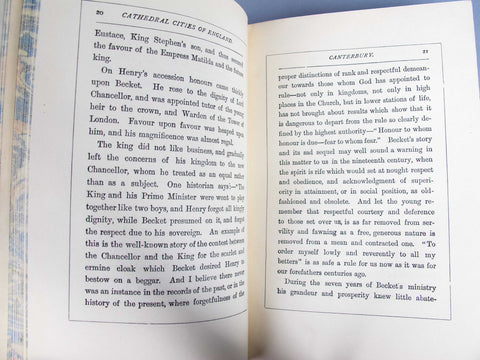 20 CATHEDRAL CITIES OF ENGLAND.
Eustace, King Stephen's son, and thus secured
the favour of the Empress Matilda and the future
king.
On Henry's accession honours came thickly
upon Becket. He rose to the dignity of Lord
Chancellor, and was appointed tutor of the young
heir to the crown, and Warden of the Tower of
London. Favour upon favour was heaped upon
him, and his magnificence was almost regal.
The king did not like business, and gradually
left the concerns of his kingdom to the new
Chancellor, whom he treated as an equal rather
than as a subject. One historian says:—"The
King and his Prime Minister were wont to play
together like two boys, and Henry forgot all kingly
dignity, while Becket presumed on it, and forgot
the respect due to his sovereign. An example of
this is the well-known story of the contest between
the Chancellor and the King for the scarlet and
ermine cloak which Becket desired Henry to
bestow on a beggar. And I believe there never
was an instance in the records of the past, or in the
history of the present, where forgetfulness of the
CANTERBURY. 21
proper distinctions of rank and respectful demean-
our towards those whom God has appointed to
rule—not only in kingdoms, not only in high
places in the Church, but in lower stations of life,
has not brought abundant evidence to show that it
is dangerous to depart from the rule so clearly de-
fined by the highest authority—"Honour to whom
honour is due—fear to whom fear." Becket's story
and its sad sequel may well sound a warning that
matters to us in the nineteenth century, when
the spirit is rife which would set at nought respect
and obedience, and acknowledgment of superi-
ority in attainment, or in social position, as old-
fashioned and obsolete. And let the young re-
member that respectful courtesy and deference
to those set over us, is as far removed from ser-
vility and fawning as a free, generous nature is
removed from a mean and contracted one. "To
order myself lowly and reverently to all my
betters" is as safe a rule for us now as it was for
our forefathers centuries ago.
During the seven years of Becket's ministry
his grandeur and prosperity knew little abate-